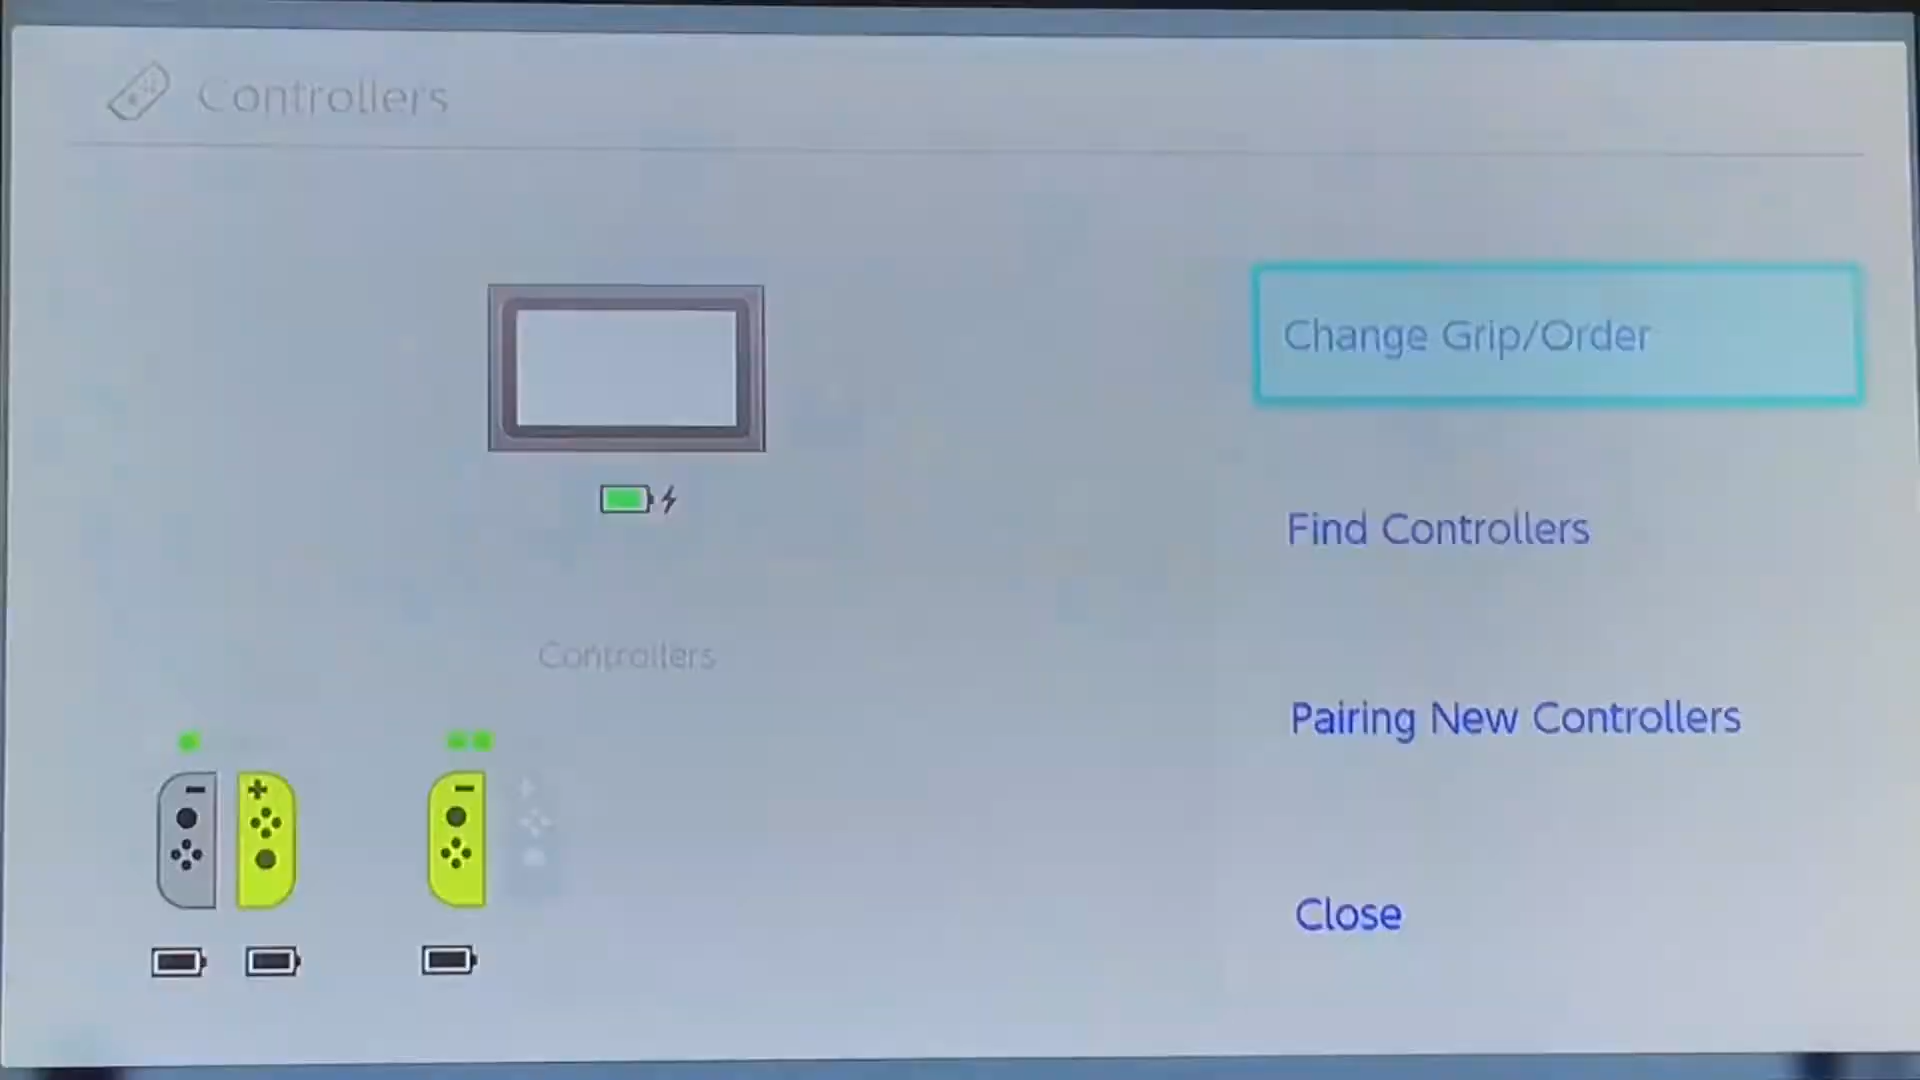 Controllers
Change Grip/Order
Find Controllers
Controllers
Pairing New Controllers
Close